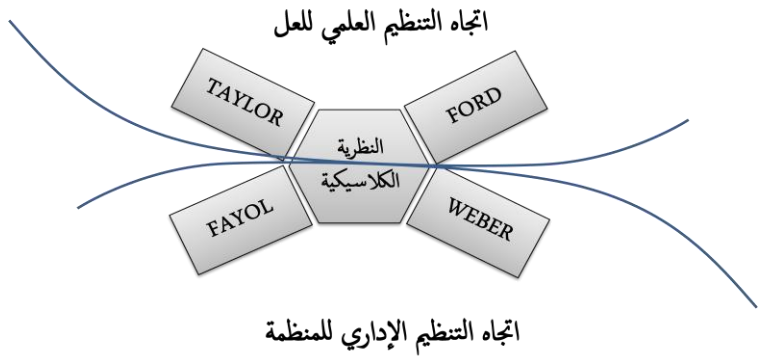 اتجاه التنظيم العلمي للعل
TAYLOR
FORD
النظرية
الكلاسيكية
FAYOL
WEBER
اتجاه التنظيم الإداري للمنظمة